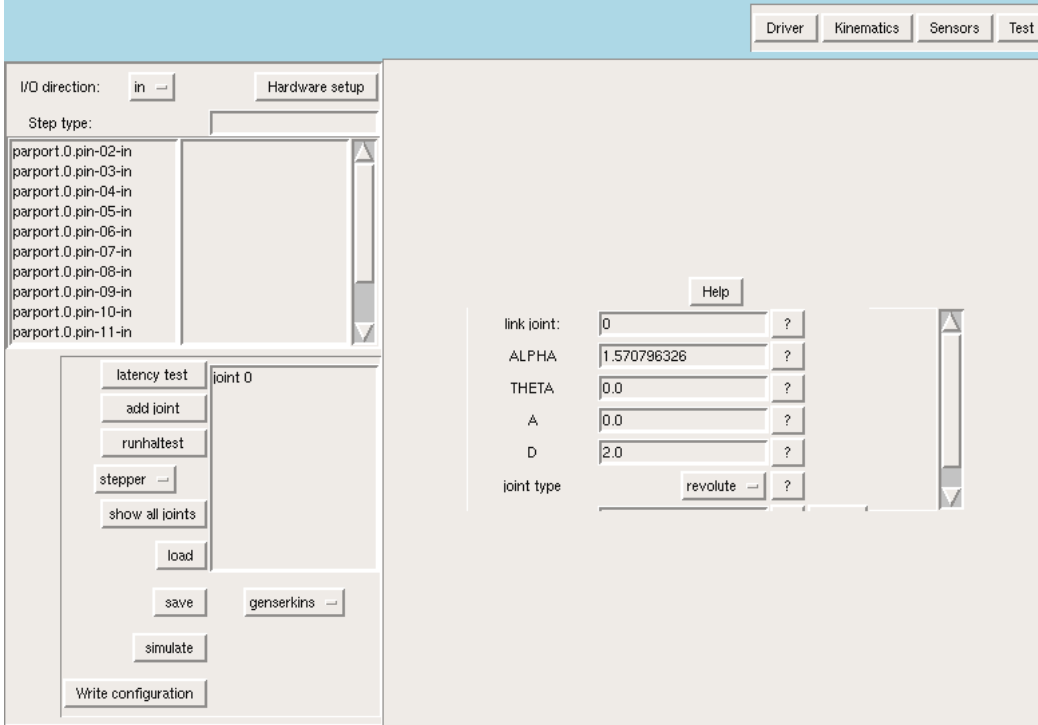 Driver Kinematics Sensors Test
I/O direction: in Hardware setup
Step type:
parport.0.pin-02-in
parport.0.pin-03-in
parport.0.pin-04-in
parport.0.pin-05-in
parport.0.pin-06-in
parport.0.pin-07-in
parport.0.pin-08-in
parport.0.pin-09-in
parport.0.pin-10-in
parport.0.pin-11-in
latency test
add joint
runhaltest
stepper
show all joints
load
joint 0
save genserkins
simulate
Write configuration
Help
link joint: 0 ?
ALPHA 1.570796326 ?
THETA 0.0 ?
A 0.0 ?
D 2.0 ?
joint type revolute ?